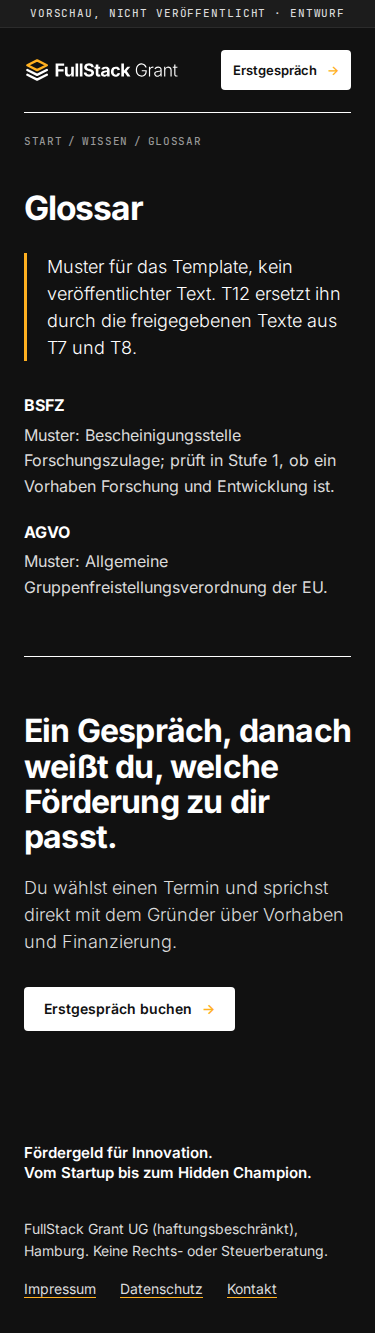 VORSCHAU, NICHT VERÖFFENTLICHT · ENTWURF
FullStack Grant
Erstgespräch →
START / WISSEN / GLOSSAR
Glossar
Muster für das Template, kein
veröffentlichter Text. T12 ersetzt ihn
durch die freigegebenen Texte aus
T7 und T8.
BSFZ
Muster: Bescheinigungsstelle
Forschungszulage; prüft in Stufe 1, ob ein
Vorhaben Forschung und Entwicklung ist.
AGVO
Muster: Allgemeine
Gruppenfreistellungsverordnung der EU.
Ein Gespräch, danach
weißt du, welche
Förderung zu dir
passt.
Du wählst einen Termin und sprichst
direkt mit dem Gründer über Vorhaben
und Finanzierung.
Erstgespräch buchen →
Fördergeld für Innovation.
Vom Startup bis zum Hidden Champion.
FullStack Grant UG (haftungsbeschränkt),
Hamburg. Keine Rechts- oder Steuerberatung.
Impressum Datenschutz Kontakt